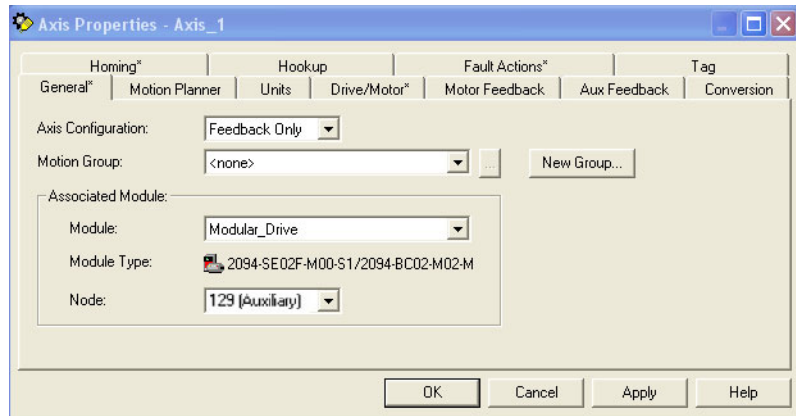 Axis Properties - Axis_1
Homing* Hookup Fault Actions* Tag
General* Motion Planner Units Drive/Motor* Motor Feedback Aux Feedback Conversion
Axis Configuration: Feedback Only
Motion Group: <none> ... New Group...
Associated Module:
Module: Modular_Drive
Module Type: 2094-SE02F-M00-S1/2094-BC02-M02-M
Node: 129 (Auxiliary)
OK Cancel Apply Help